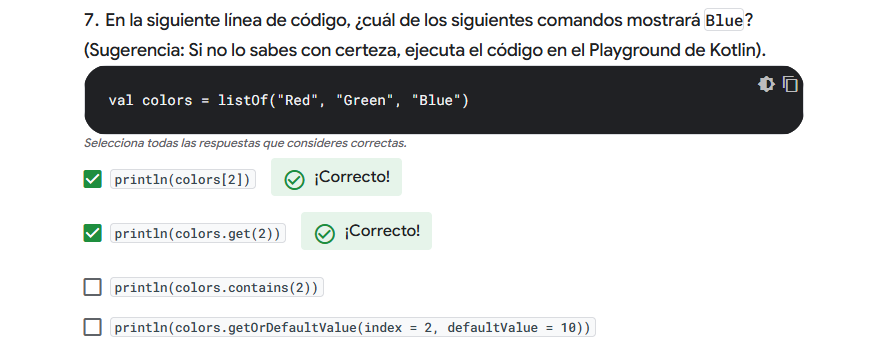 7. En la siguiente línea de código, ¿cuál de los siguientes comandos mostrará Blue?
(Sugerencia: Si no lo sabes con certeza, ejecuta el código en el Playground de Kotlin).
val colors = listOf("Red", "Green", "Blue")
Selecciona todas las respuestas que consideres correctas.
println(colors[2]) ¡Correcto!
println(colors.get(2)) ¡Correcto!
println(colors.contains(2))
println(colors.getOrDefaultValue(index = 2, defaultValue = 10))